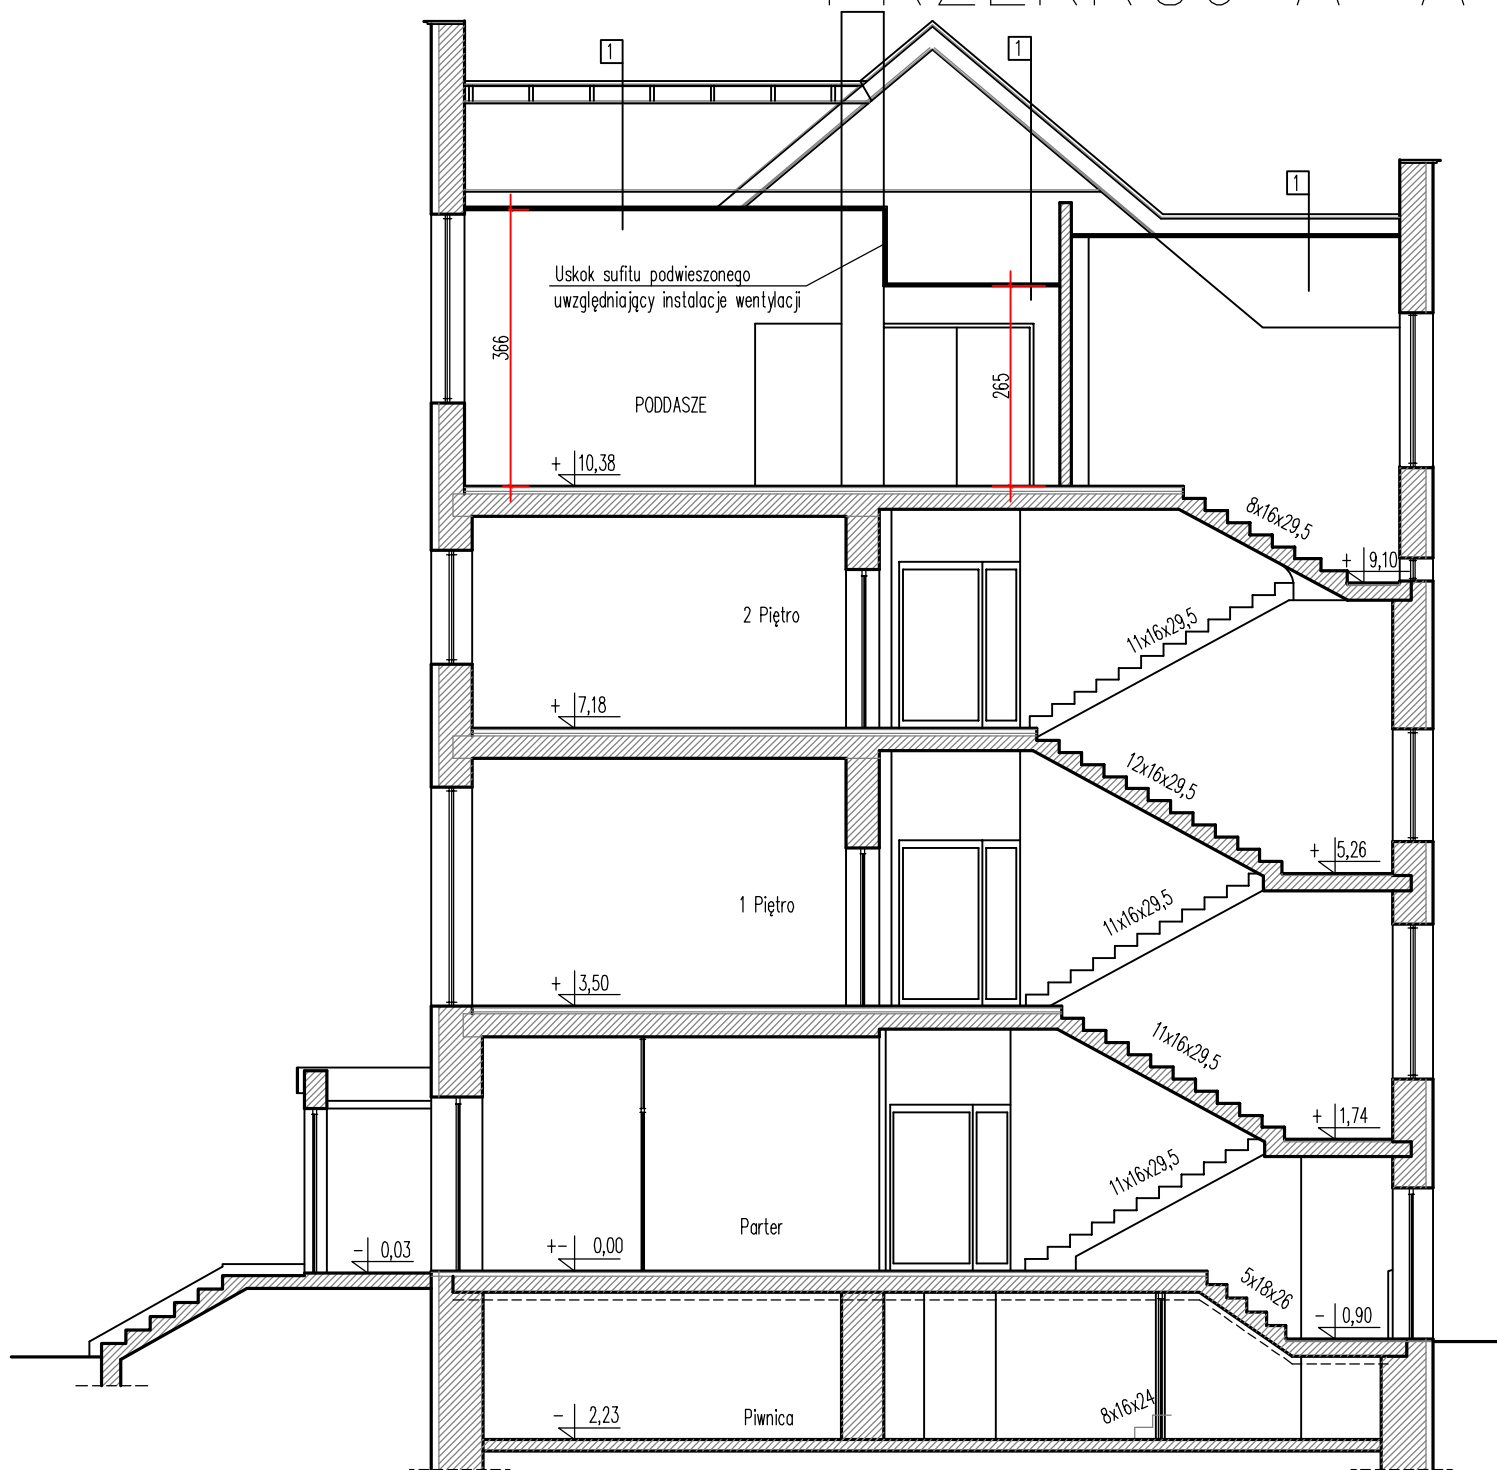 1
1
1
Uskok sufitu podwieszonego
uwzględniający instalacje wentylacji
366
265
PODDASZE
+ 10,38
8x16x29,5
+ 9,10
2 Piętro
11x16x29,5
+ 7,18
12x16x29,5
+ 5,26
1 Piętro
11x16x29,5
+ 3,50
11x16x29,5
+ 1,74
11x16x29,5
Parter
- 0,03
+- 0,00
5x18x26
- 0,90
- 2,23
Piwnica
8x16x24